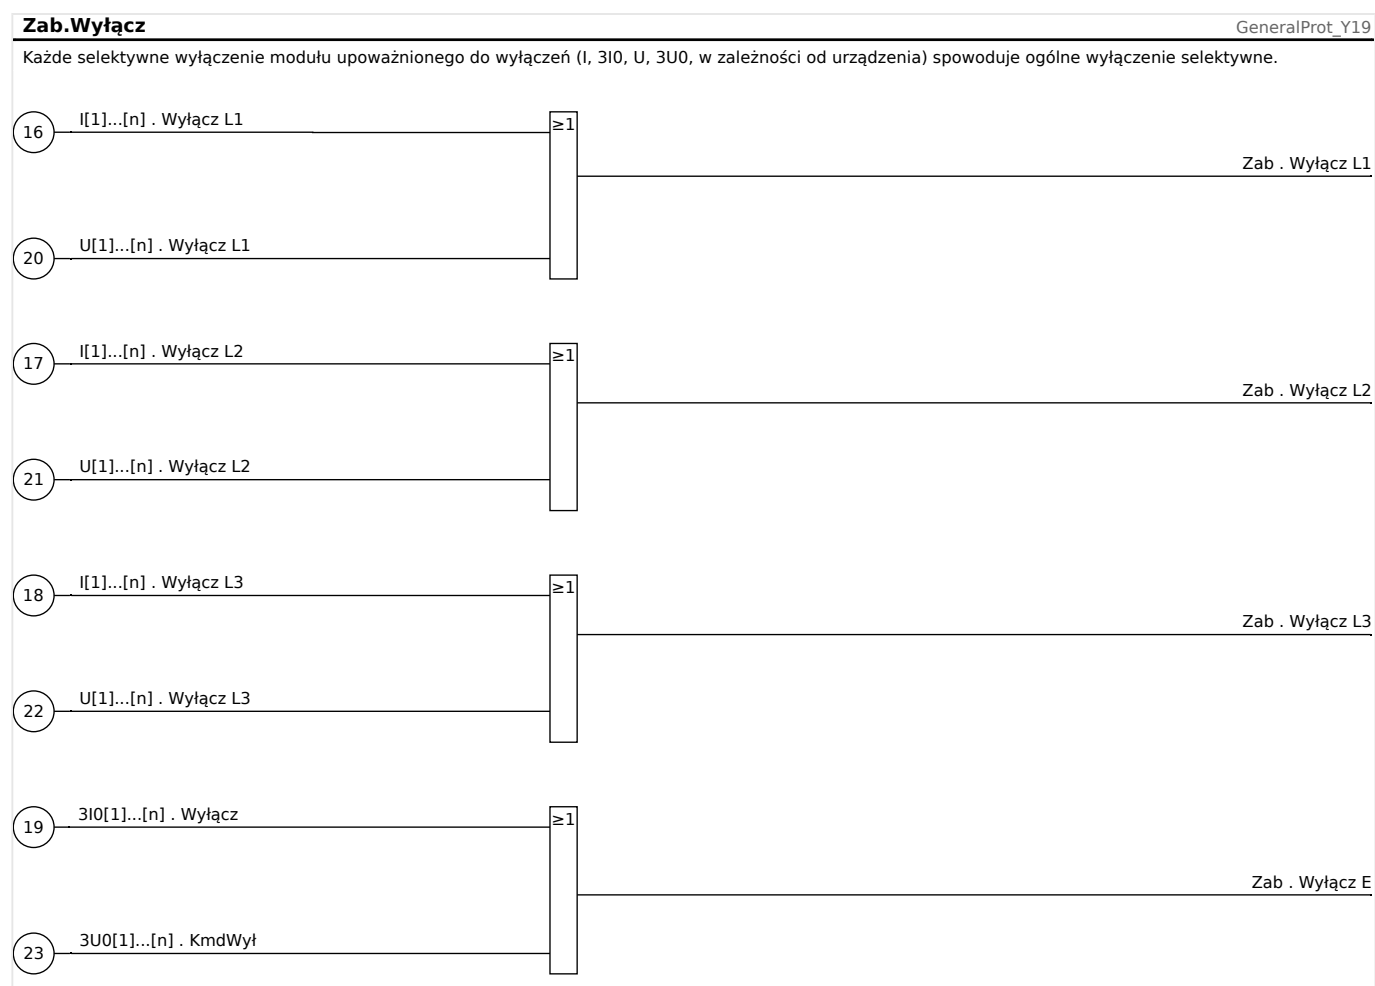 Zab.Wyłącz
GeneralProt_Y19
Każde selektywne wyłączenie modułu upoważnionego do wyłączeń (I, 3I0, U, 3U0, w zależności od urządzenia) spowoduje ogólne wyłączenie selektywne.
16
I[1]...[n] . Wyłącz L1
≥1
Zab . Wyłącz L1
20
U[1]...[n] . Wyłącz L1
17
I[1]...[n] . Wyłącz L2
≥1
Zab . Wyłącz L2
21
U[1]...[n] . Wyłącz L2
18
I[1]...[n] . Wyłącz L3
≥1
Zab . Wyłącz L3
22
U[1]...[n] . Wyłącz L3
19
3I0[1]...[n] . Wyłącz
≥1
Zab . Wyłącz E
23
3U0[1]...[n] . KmdWył